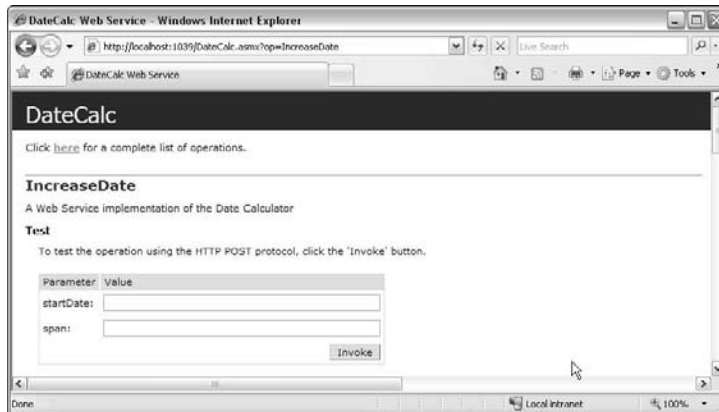 DateCalc Web Service - Windows Internet Explorer
http://localhost:1039/DateCalc.asmx?op=IncreaseDate
Live Search
DateCalc Web Service
Page
Tools
DateCalc
Click here for a complete list of operations.
IncreaseDate
A Web Service implementation of the Date Calculator
Test
To test the operation using the HTTP POST protocol, click the 'Invoke' button.
Parameter Value
startDate:
span:
Invoke
Done
Local intranet
100%